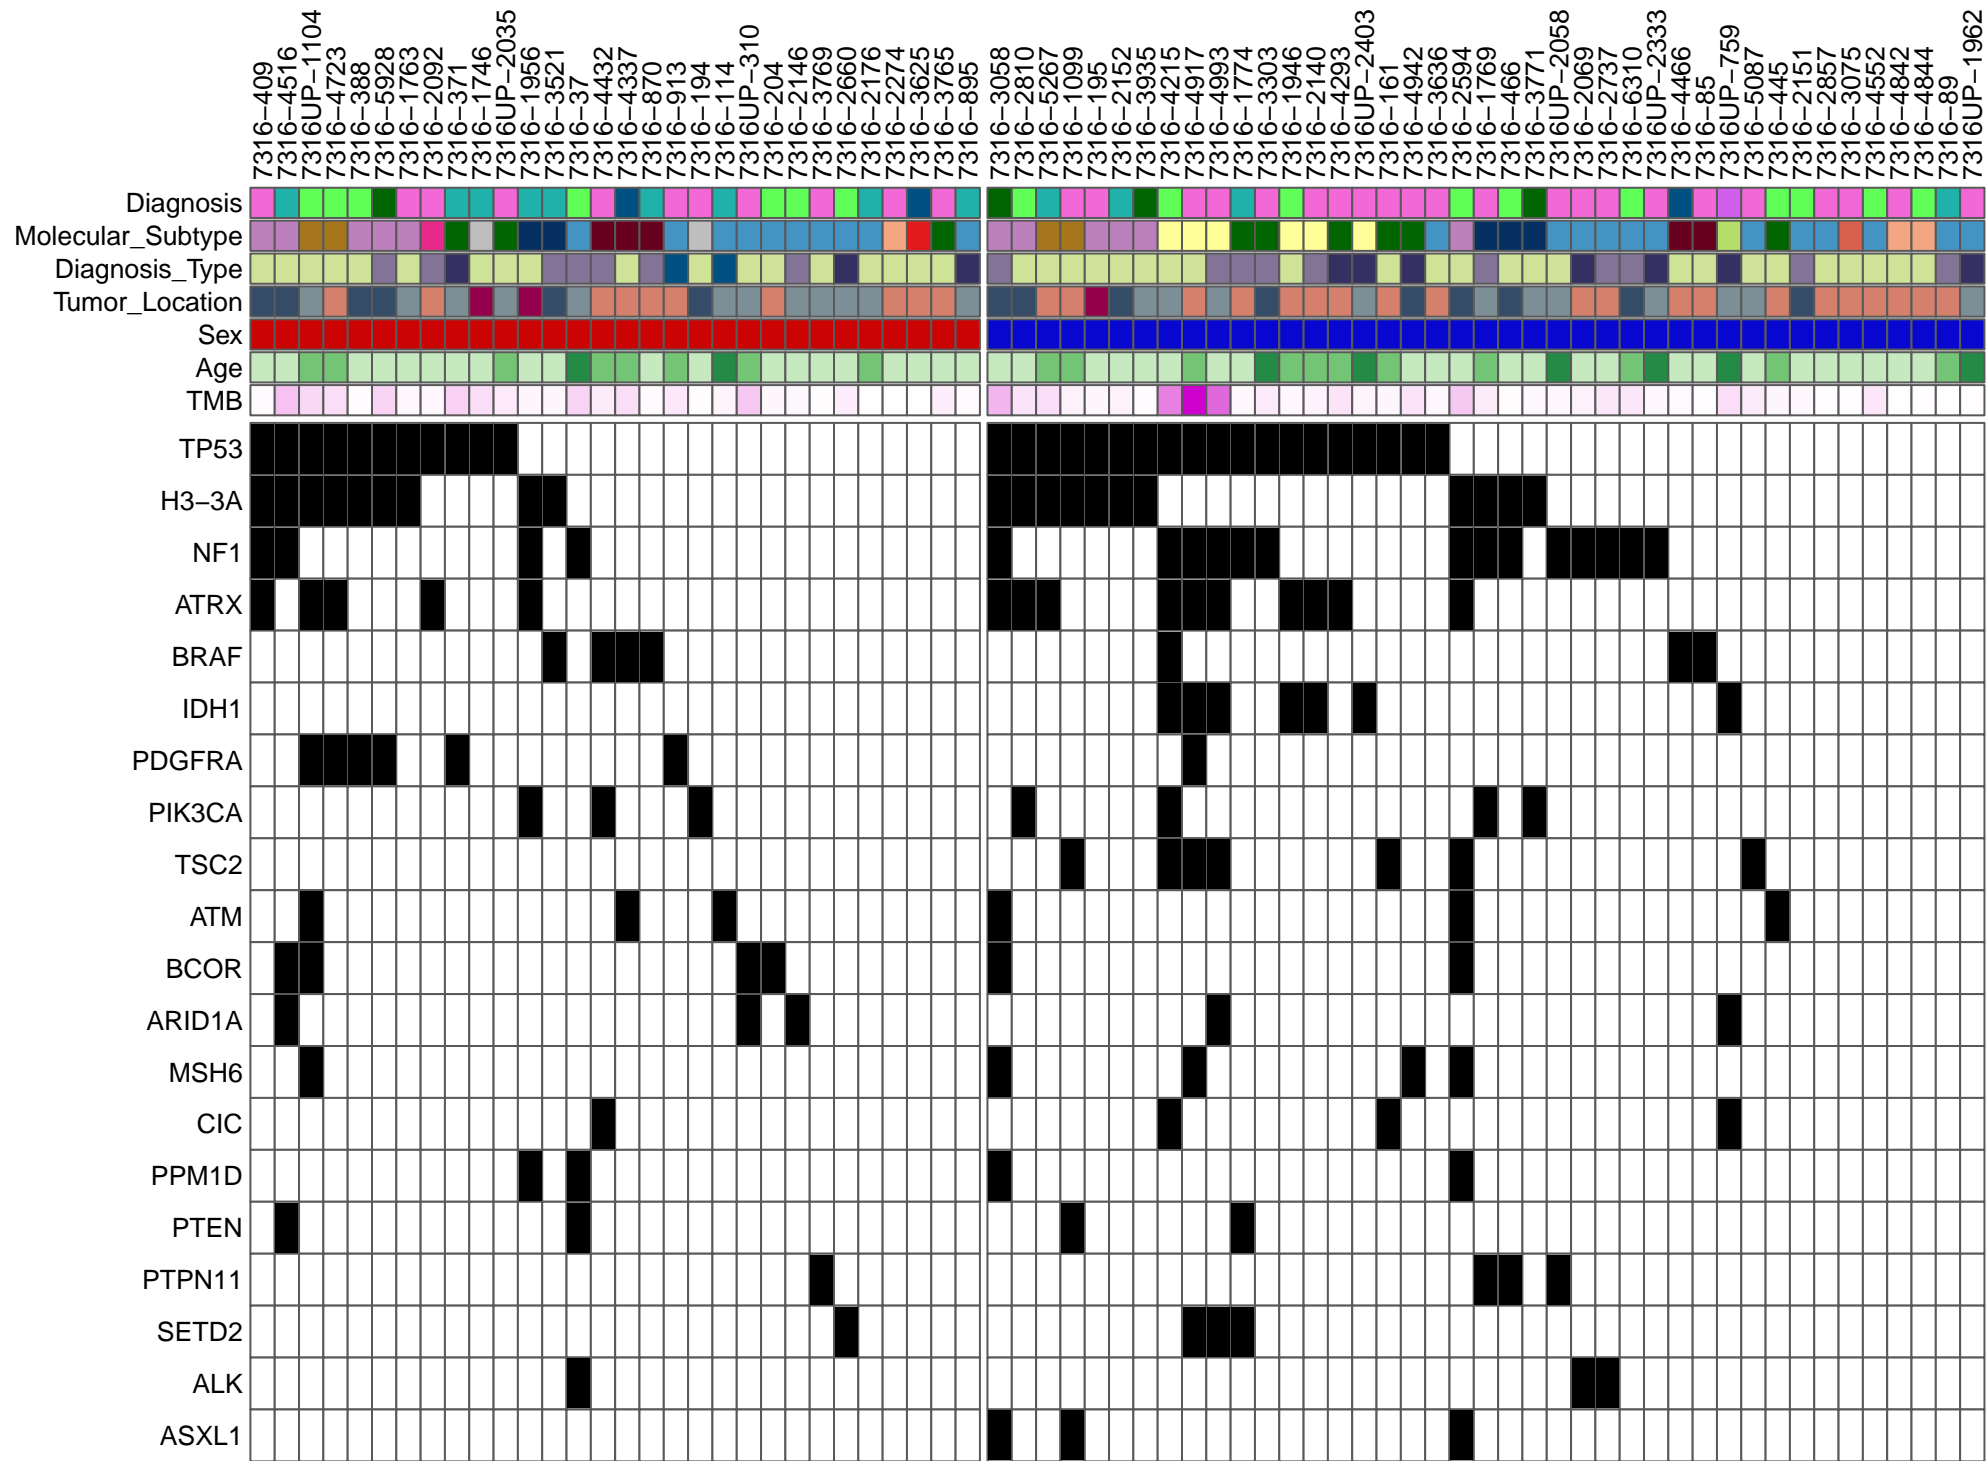 7316-409
7316-4516
7316UP-1104
7316-4723
7316-388
7316-5928
7316-1763
7316-2092
7316-371
7316-1746
7316UP-2035
7316-1956
7316-3521
7316-37
7316-4432
7316-4337
7316-870
7316-913
7316-194
7316-114
7316UP-310
7316-204
7316-2146
7316-3769
7316-2660
7316-2176
7316-2274
7316-3625
7316-3765
7316-895
7316-3058
7316-2810
7316-5267
7316-1099
7316-195
7316-2152
7316-3935
7316-4215
7316-4917
7316-4993
7316-1774
7316-3303
7316-1946
7316-2140
7316-4293
7316UP-2403
7316-161
7316-4942
7316-3636
7316-2594
7316-1769
7316-466
7316-3771
7316UP-2058
7316-2069
7316-2737
7316-6310
7316UP-2333
7316-4466
7316-85
7316UP-759
7316-5087
7316-445
7316-2151
7316-2857
7316-3075
7316-4552
7316-4842
7316-4844
7316-89
7316UP-1962
Diagnosis
Molecular_Subtype
Diagnosis_Type
Tumor_Location
Sex
Age
TMB
TP53
H3-3A
NF1
ATRX
BRAF
IDH1
PDGFRA
PIK3CA
TSC2
ATM
BCOR
ARID1A
MSH6
CIC
PPM1D
PTEN
PTPN11
SETD2
ALK
ASXL1